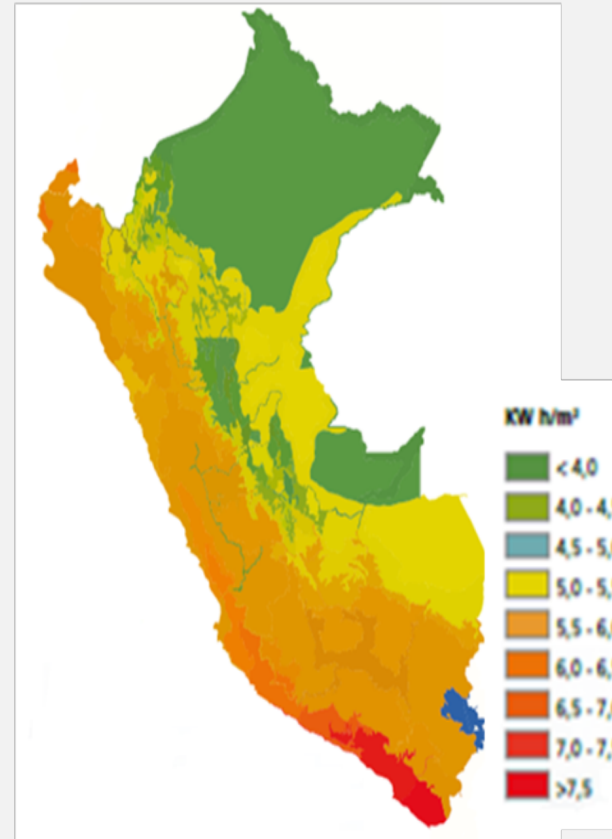 KW h/m²
< 4,0
4,0 - 4,
4,5 - 5,
5,0 - 5,
5,5 - 6,
6,0 - 6,
6,5 - 7,
7,0 - 7,
>7,5